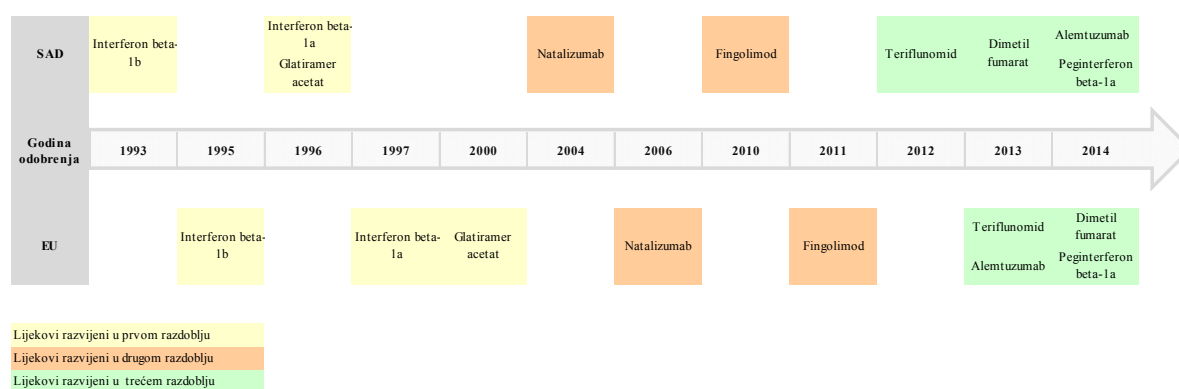 SAD
Interferon beta-
1b
Interferon beta-
1a
Glatiramer
acetat
Natalizumab
Fingolimod
Teriflunomid
Dimetil
fumarat
Alemtuzumab
Peginterferon
beta-1a
Godina
odobrenja
1993
1995
1996
1997
2000
2004
2006
2010
2011
2012
2013
2014
EU
Interferon beta-
1b
Interferon beta-
1a
Glatiramer
acetat
Natalizumab
Fingolimod
Teriflunomid
Alemtuzumab
Dimetil
fumarat
Peginterferon
beta-1a
Lijekovi razvijeni u prvom razdoblju
Lijekovi razvijeni u drugom razdoblju
Lijekovi razvijeni u trećem razdoblju